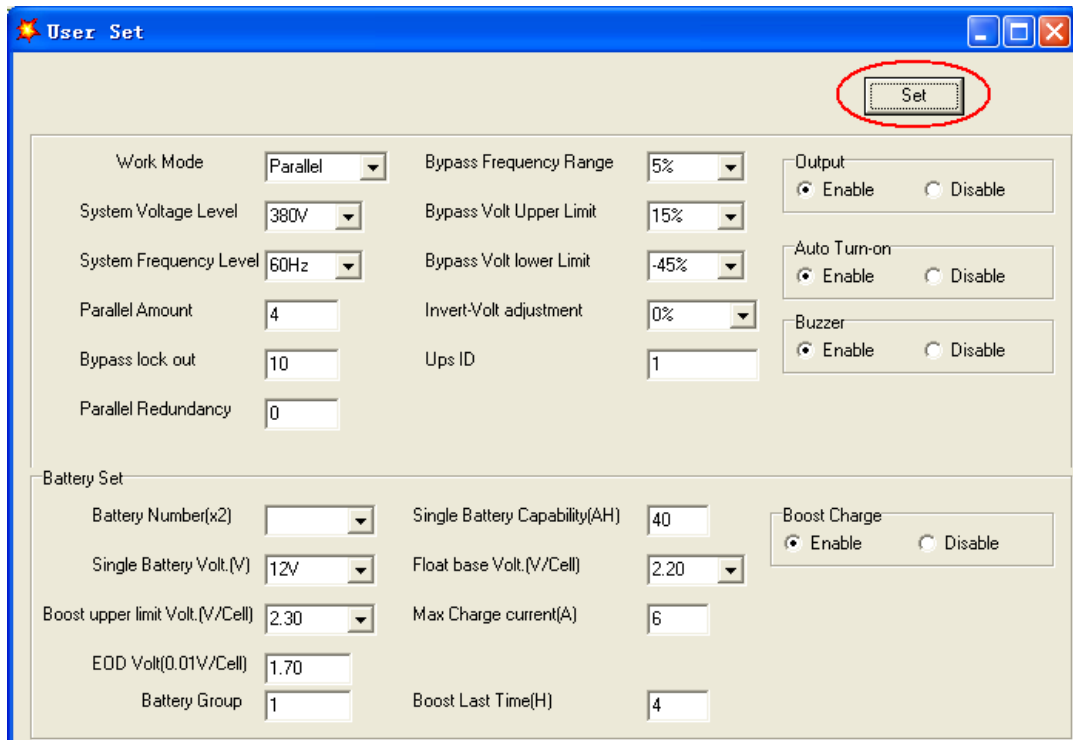 User Set
Set
Work Mode Parallel Bypass Frequency Range 5% Output
Enable Disable
System Voltage Level 380V Bypass Volt Upper Limit 15%
Auto Turn-on
System Frequency Level 60Hz Bypass Volt lower Limit -45% Enable Disable
Parallel Amount 4 Invert-Volt adjustment 0%
Buzzer
Bypass lock out 10 Ups ID 1 Enable Disable
Parallel Redundancy 0
Battery Set
Battery Number(x2) Single Battery Capability(AH) 40 Boost Charge
Enable Disable
Single Battery Volt.(V) 12V Float base Volt.(V/Cell) 2.20
Boost upper limit Volt.(V/Cell) 2.30 Max Charge current(A) 6
EOD Volt(0.01V/Cell) 1.70
Battery Group 1 Boost Last Time(H) 4